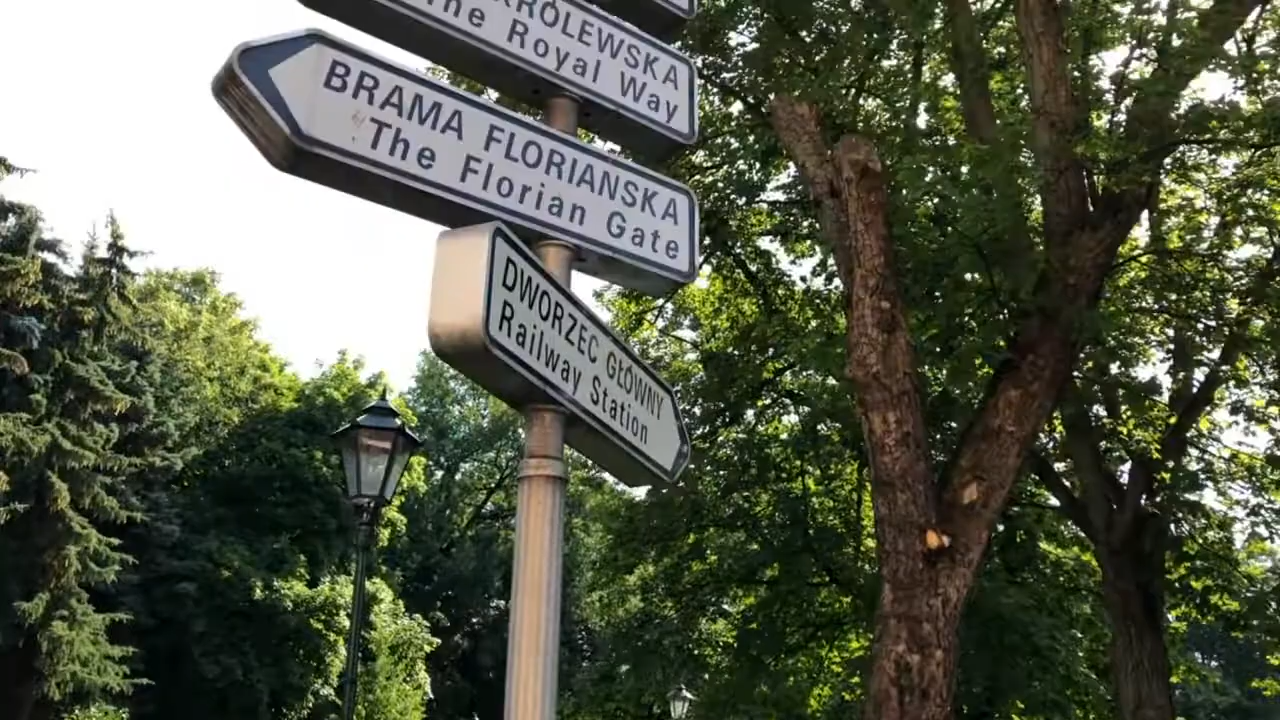 KRÓLEWSKA
The Royal Way
BRAMA FLORIANSKA
The Florian Gate
DWORZEC GŁÓWNY
Railway Station